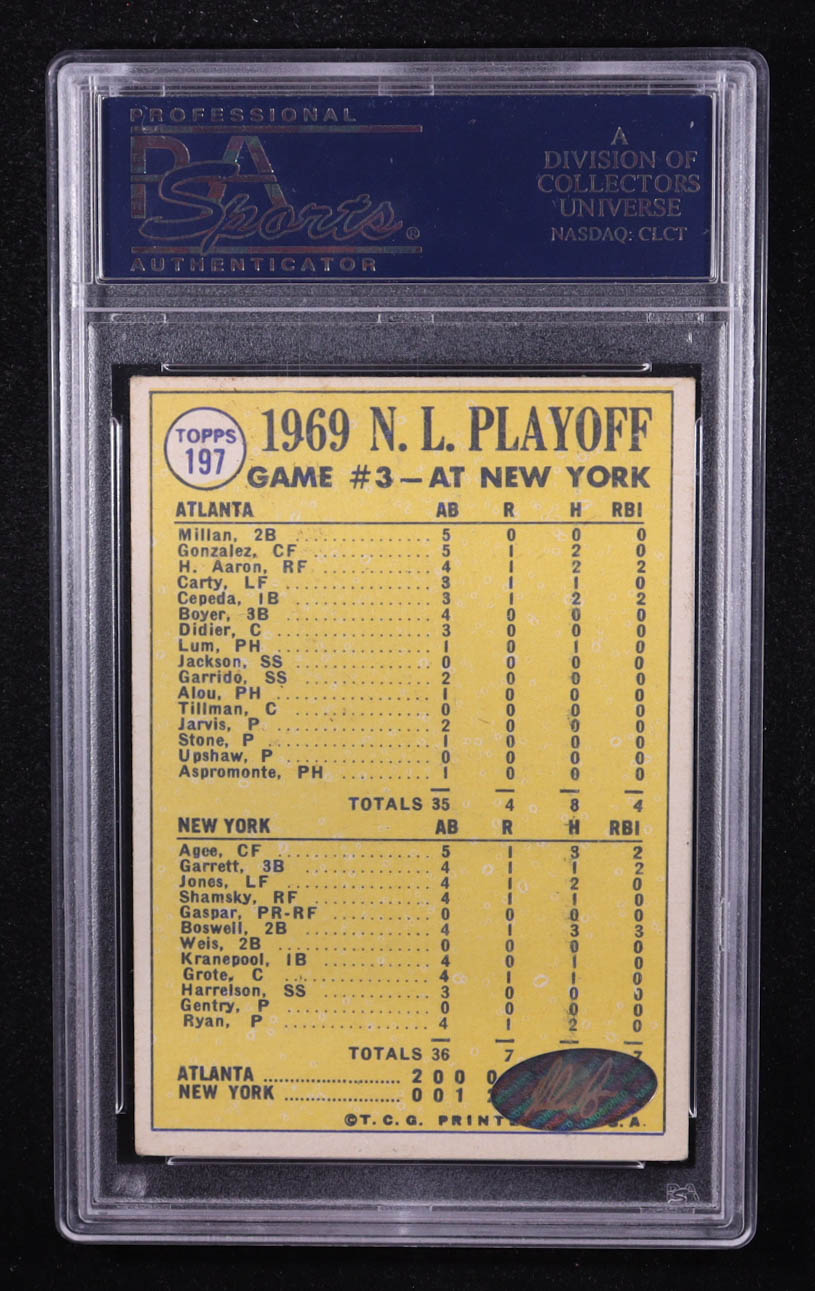 PROFESSIONAL
PSA
Sports ®
AUTHENTICATOR
A
DIVISION OF
COLLECTORS
UNIVERSE
NASDAQ: CLCT
TOPPS
197
1969 N. L. PLAYOFF
GAME #3 — AT NEW YORK
ATLANTA AB R H RBI
Millan, 2B .............. 5 0 0 0
Gonzalez, CF ............ 5 1 2 0
H. Aaron, RF ............ 4 1 2 2
Carty, LF ............... 3 1 1 0
Cepeda, 1B .............. 3 1 2 2
Boyer, 3B ............... 4 0 0 0
Didier, C ............... 3 0 0 0
Lum, PH ................. 1 0 1 0
Jackson, SS ............. 0 0 0 0
Garrido, SS ............. 2 0 0 0
Alou, PH ................ 1 0 0 0
Tillman, C .............. 0 0 0 0
Jarvis, P ............... 2 0 0 0
Stone, P ................ 1 0 0 0
Upshaw, P ............... 0 0 0 0
Aspromonte, PH .......... 1 0 0 0
TOTALS 35 4 8 4
NEW YORK AB R H RBI
Agee, CF ................ 5 1 3 2
Garrett, 3B ............. 4 1 1 2
Jones, LF ............... 4 1 2 0
Shamsky, RF ............. 4 1 1 0
Gaspar, PR-RF ........... 0 0 0 0
Boswell, 2B ............. 4 1 3 3
Weis, 2B ................ 0 0 0 0
Kranepool, 1B ........... 4 0 1 0
Grote, C ................ 4 1 1 0
Harrelson, SS ........... 3 0 0 0
Gentry, P ............... 0 0 0 0
Ryan, P ................. 4 1 2 0
TOTALS 36 7 7
ATLANTA .................. 2 0 0 0
NEW YORK ................. 0 0 1 2
© T. C. G. PRINT S. A.
PSA